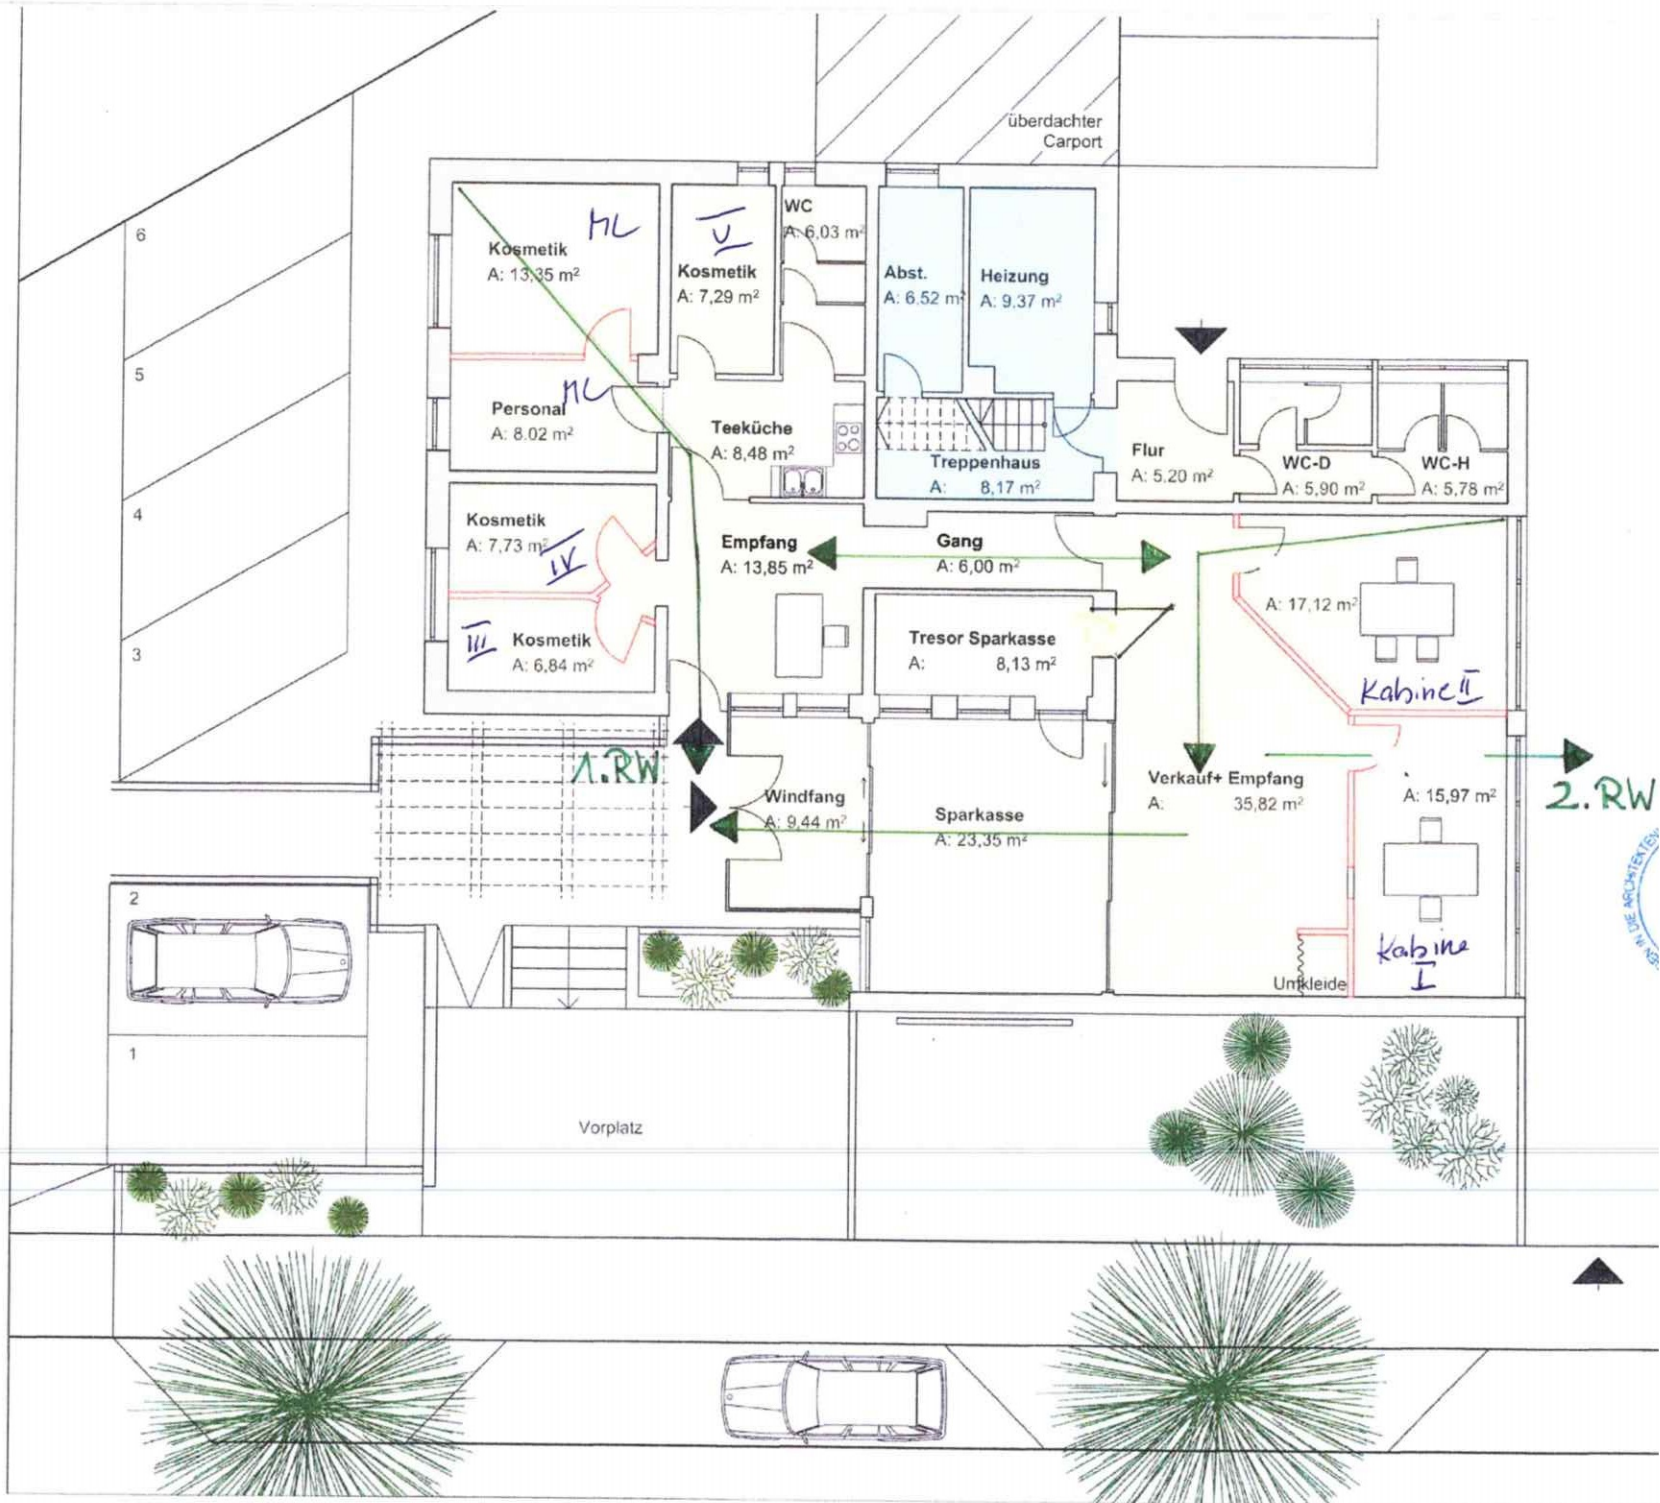 überdachter
Carport
6
5
4
3
Kosmetik
A: 13,35 m²
ML
V
Kosmetik
A: 7,29 m²
WC
A: 6,03 m²
Abst.
A: 6.52 m²
Heizung
A: 9,37 m²
Personal
A: 8.02 m²
ML
Teeküche
A: 8,48 m²
Treppenhaus
A: 8,17 m²
Flur
A: 5,20 m²
WC-D
A: 5,90 m²
WC-H
A: 5,78 m²
Kosmetik
A: 7,73 m²
IV
Empfang
A: 13,85 m²
Gang
A: 6,00 m²
A: 17,12 m²
III
Kosmetik
A: 6,84 m²
Tresor Sparkasse
A: 8,13 m²
Kabine II
1.RW
Windfang
A: 9,44 m²
Sparkasse
A: 23,35 m²
Verkauf+ Empfang
A: 35,82 m²
A: 15,97 m²
2.RW
Kabine
I
Umkleide
2
1
Vorplatz
IN DIE ARCHITEKTEN